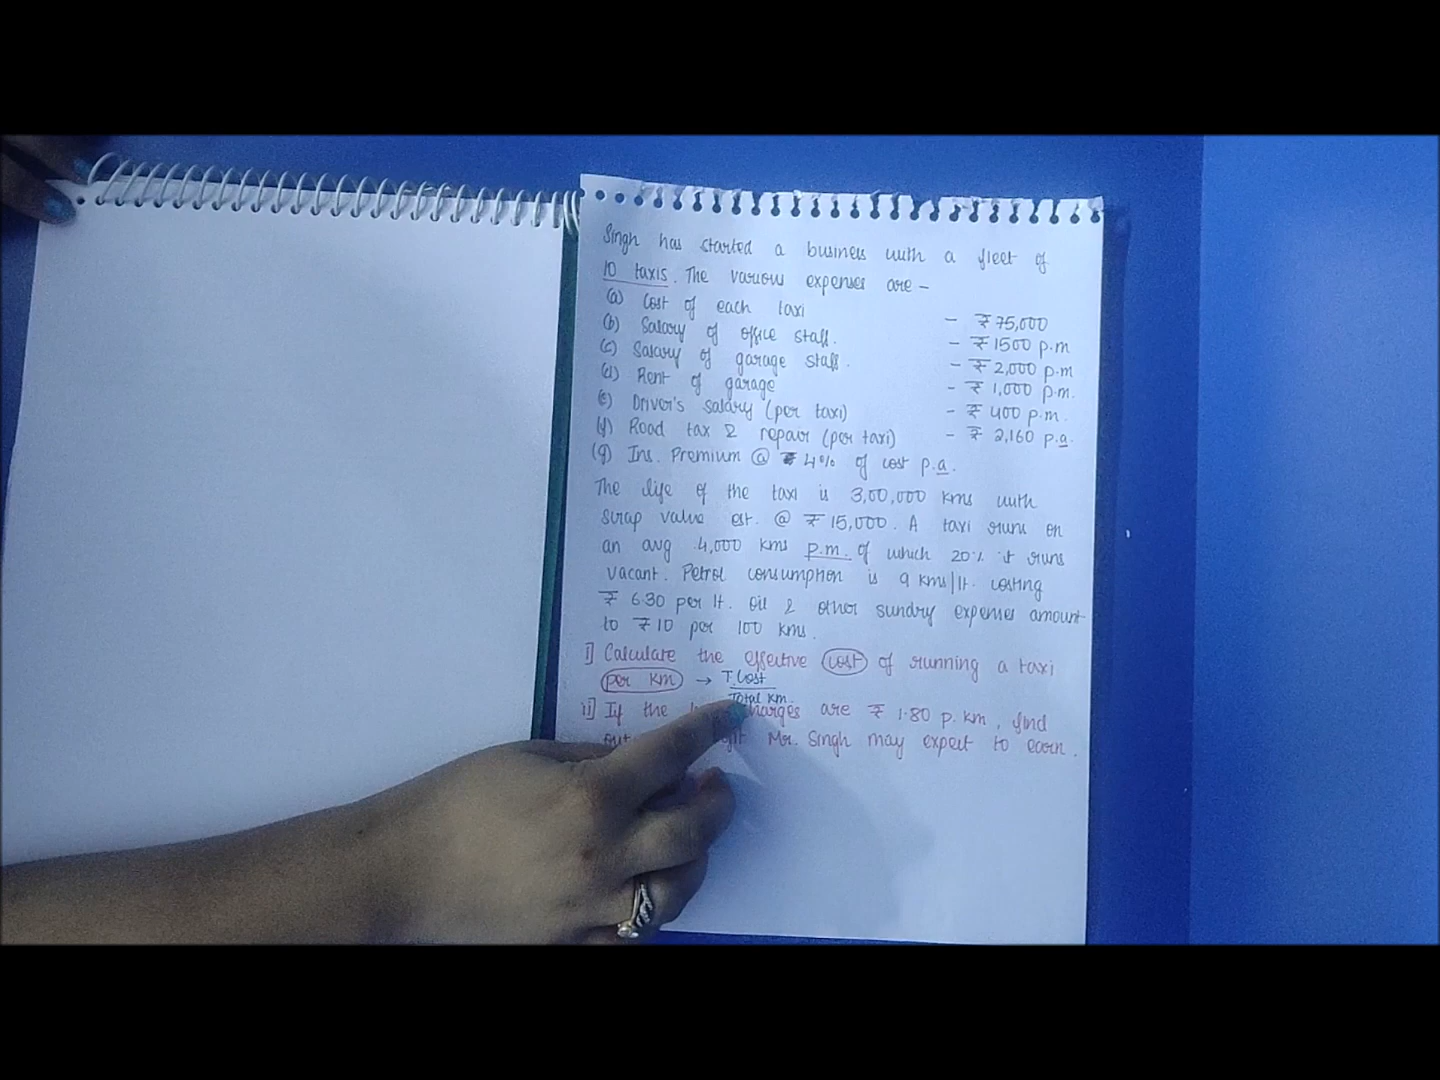 Singh has started a business with a fleet of
10 taxis. The various expenses are -
(a) Cost of each taxi - ₹75,000
(b) Salary of office staff. - ₹1500 p.m
(c) Salary of garage staff. - ₹2,000 p.m
(d) Rent of garage - ₹1,000 p.m.
(e) Driver's salary (per taxi) - ₹400 p.m.
(f) Road tax & repair (per taxi) - ₹2,160 p.a.
(g) Ins. Premium @ 4% of cost p.a.
The life of the taxi is 3,00,000 kms with
scrap value est. @ ₹15,000. A taxi runs on
an avg 4,000 kms p.m. of which 20% it runs
vacant. Petrol consumption is 9 kms/lt. costing
₹ 6.30 per lt. Oil & other sundry expenses amount
to ₹10 per 100 kms.
i] Calculate the effective cost of running a taxi
per km → T.Cost
Total Km.
ii] If the charges are ₹ 1.80 p.km, find
out Mr. Singh may expect to earn.